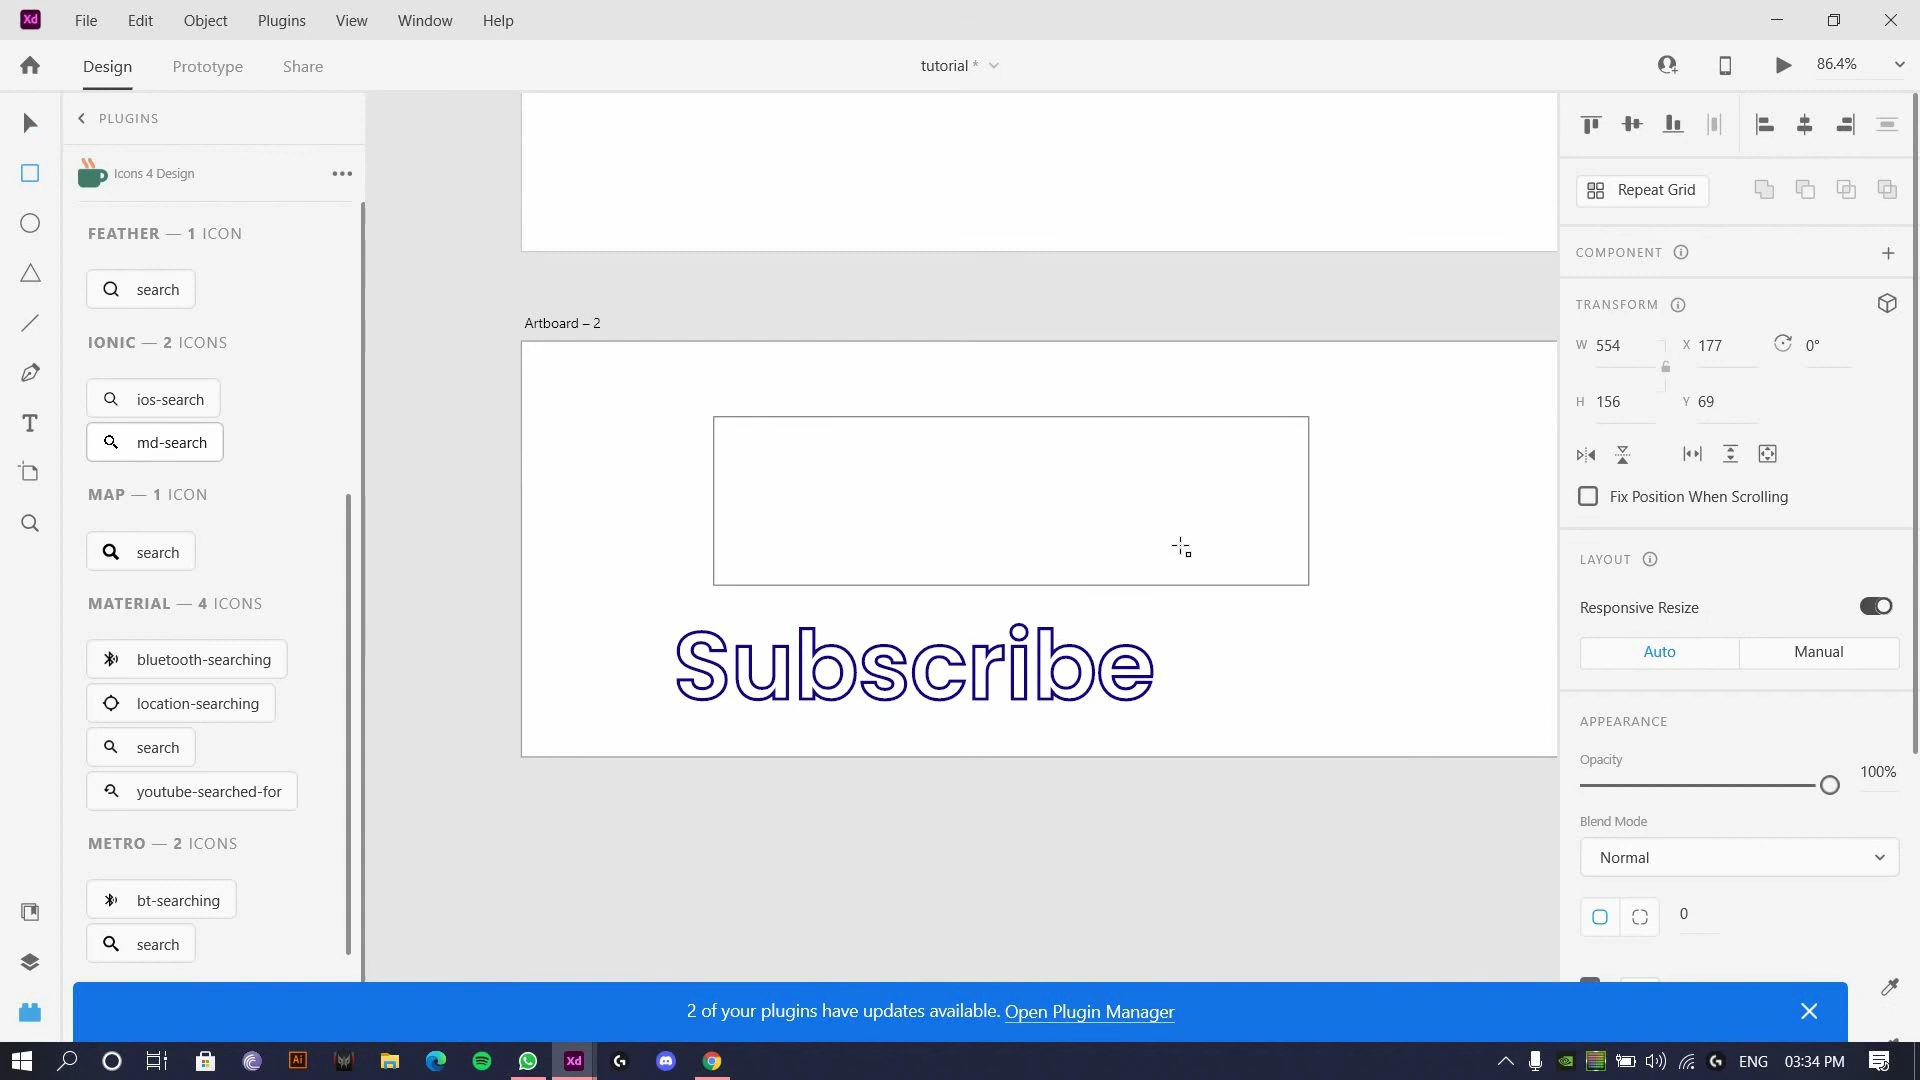 Xd File Edit Object Plugins View Window Help
Design Prototype Share tutorial * 86.4%
PLUGINS
Icons 4 Design
FEATHER — 1 ICON
search
IONIC — 2 ICONS
ios-search
md-search
MAP — 1 ICON
search
MATERIAL — 4 ICONS
bluetooth-searching
location-searching
search
youtube-searched-for
METRO — 2 ICONS
bt-searching
search
Artboard – 2
Subscribe
Repeat Grid
COMPONENT
TRANSFORM
W 554 X 177 0°
H 156 Y 69
Fix Position When Scrolling
LAYOUT
Responsive Resize
Auto Manual
APPEARANCE
Opacity
100%
Blend Mode
Normal
0
2 of your plugins have updates available. Open Plugin Manager
Ai Xd ENG 03:34 PM